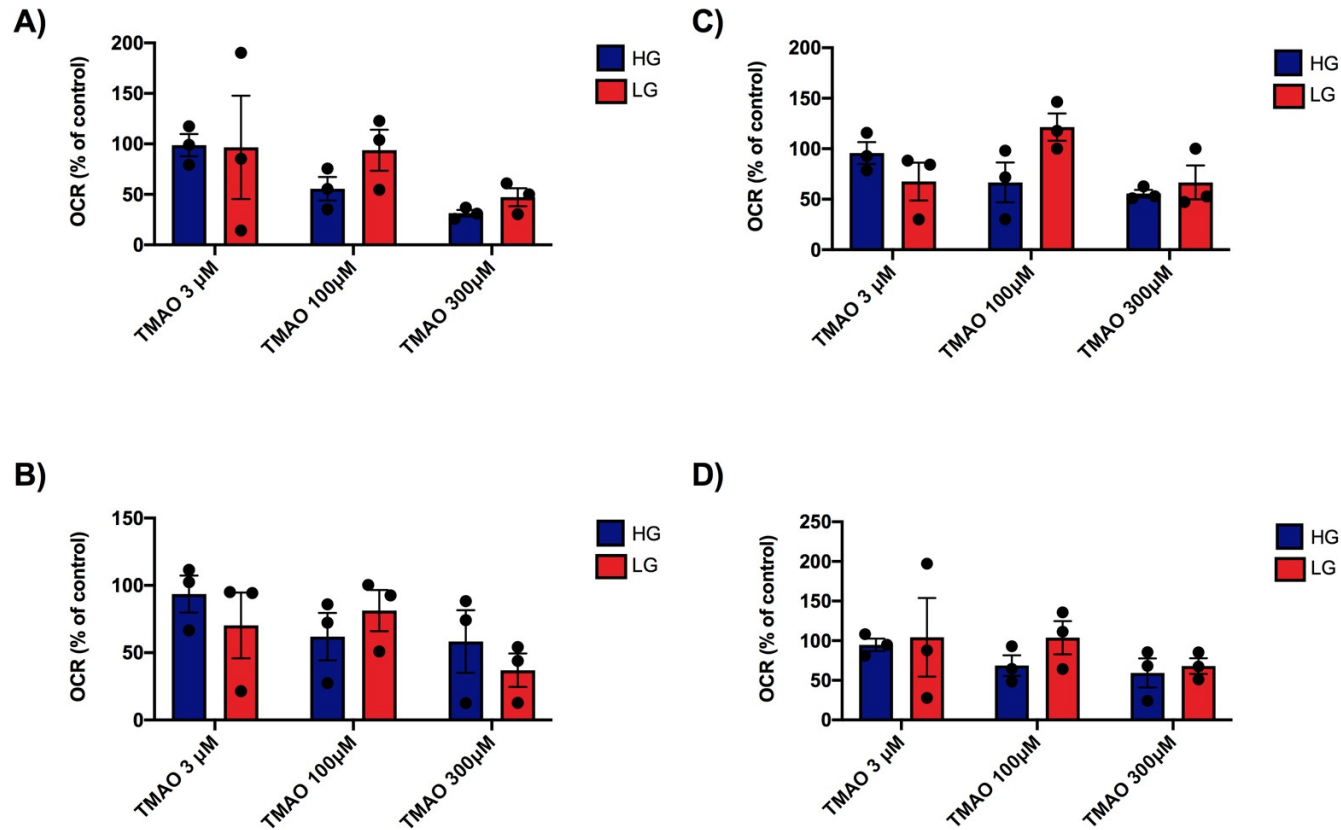 A)
OCR (% of control)
200
150
100
50
0
TMAO 3 µM
TMAO 100µM
TMAO 300µM
HG
LG
C)
OCR (% of control)
200
150
100
50
0
TMAO 3 µM
TMAO 100µM
TMAO 300µM
HG
LG
B)
OCR (% of control)
150
100
50
0
TMAO 3 µM
TMAO 100µM
TMAO 300µM
HG
LG
D)
OCR (% of control)
250
200
150
100
50
0
TMAO 3 µM
TMAO 100µM
TMAO 300µM
HG
LG